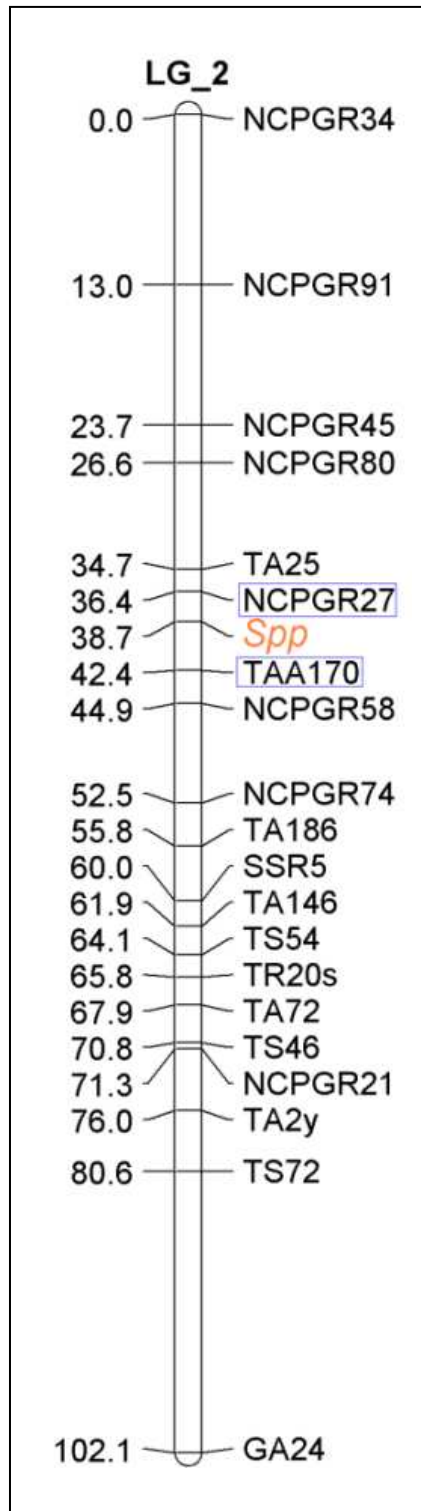 LG_2
0.0 NCPGR34
13.0 NCPGR91
23.7 NCPGR45
26.6 NCPGR80
34.7 TA25
36.4 NCPGR27
38.7 Spp
42.4 TAA170
44.9 NCPGR58
52.5 NCPGR74
55.8 TA186
60.0 SSR5
61.9 TA146
64.1 TS54
65.8 TR20s
67.9 TA72
70.8 TS46
71.3 NCPGR21
76.0 TA2y
80.6 TS72
102.1 GA24